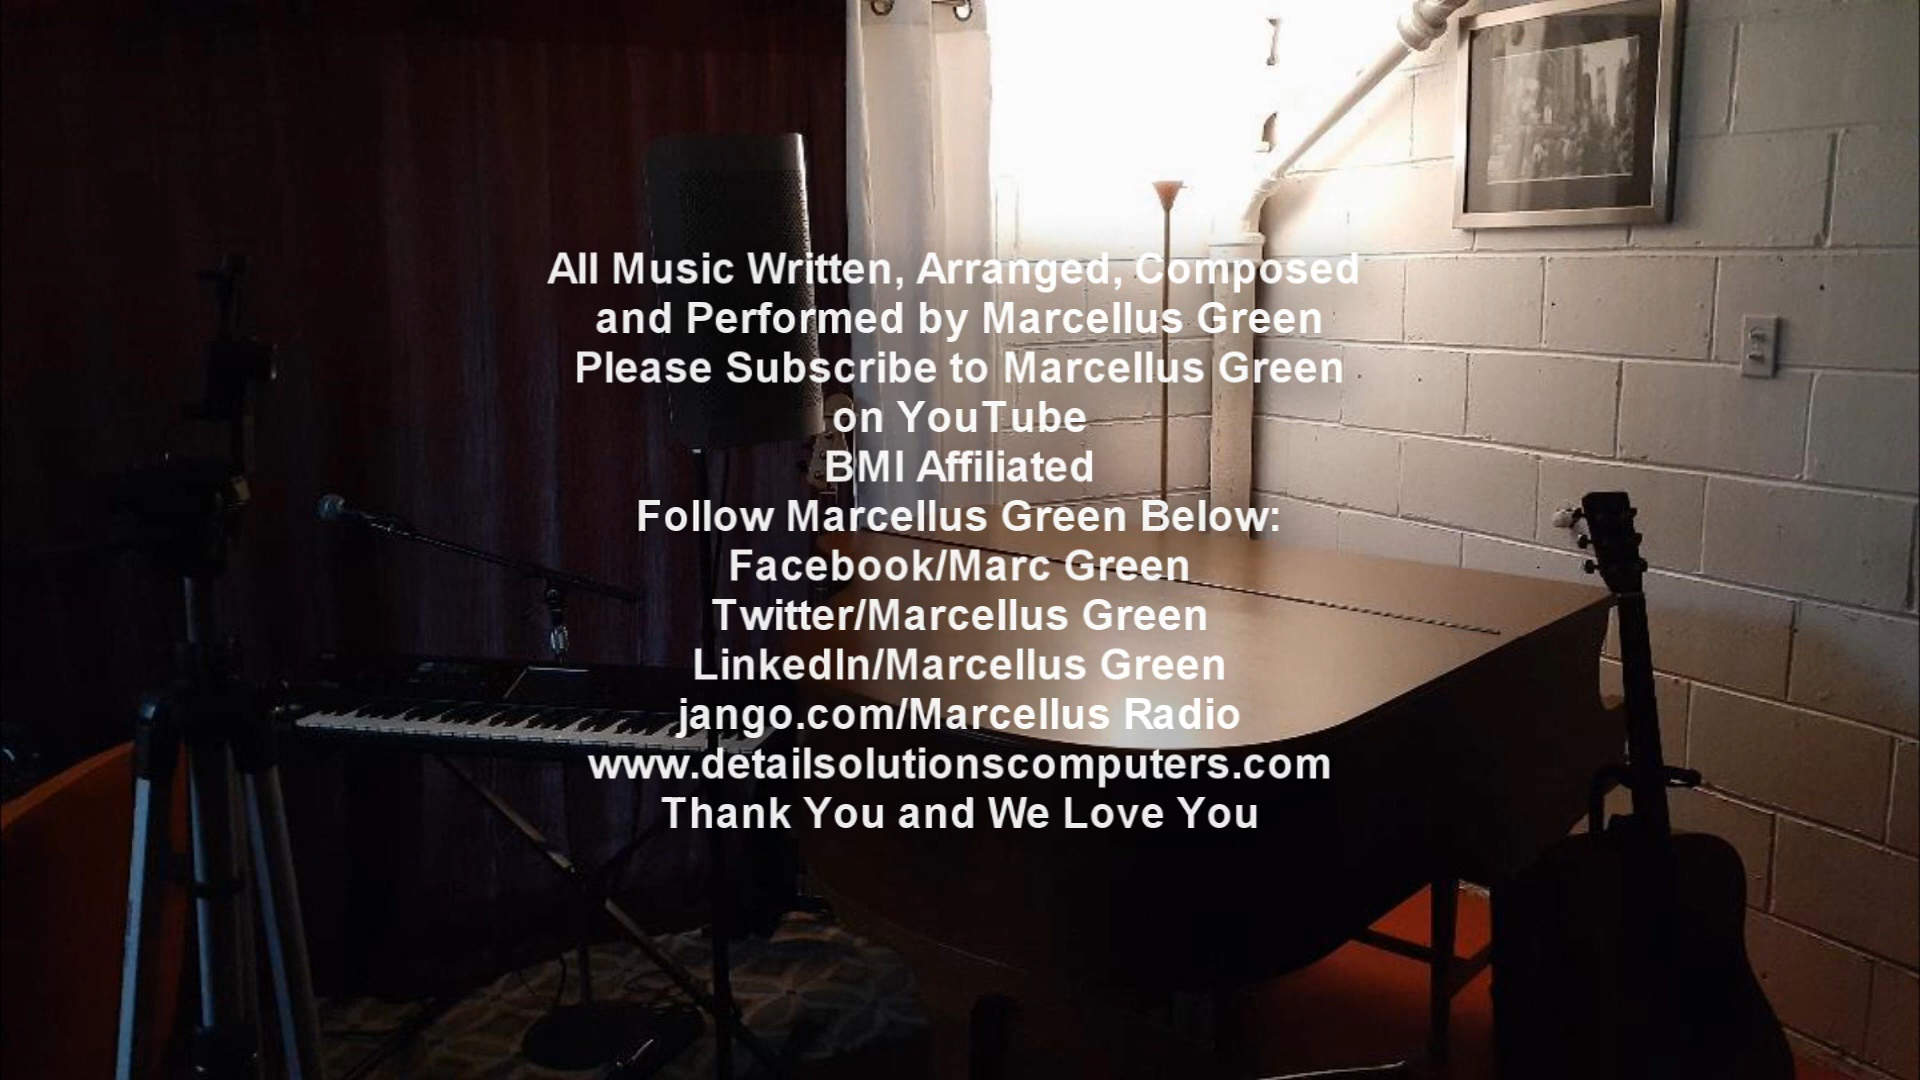 All Music Written, Arranged, Composed
and Performed by Marcellus Green
Please Subscribe to Marcellus Green
on YouTube
BMI Affiliated
Follow Marcellus Green Below:
Facebook/Marc Green
Twitter/Marcellus Green
LinkedIn/Marcellus Green
jango.com/Marcellus Radio
www.detailsolutionscomputers.com
Thank You and We Love You